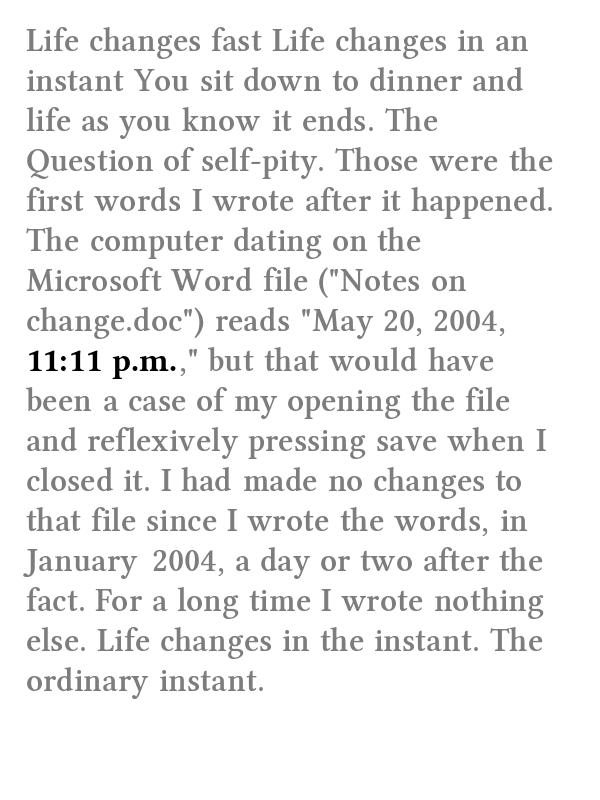 Life changes fast Life changes in an
instant You sit down to dinner and
life as you know it ends. The
Question of self-pity. Those were the
first words I wrote after it happened.
The computer dating on the
Microsoft Word file ("Notes on
change.doc") reads "May 20, 2004,
11:11 p.m.," but that would have
been a case of my opening the file
and reflexively pressing save when I
closed it. I had made no changes to
that file since I wrote the words, in
January 2004, a day or two after the
fact. For a long time I wrote nothing
else. Life changes in the instant. The
ordinary instant.